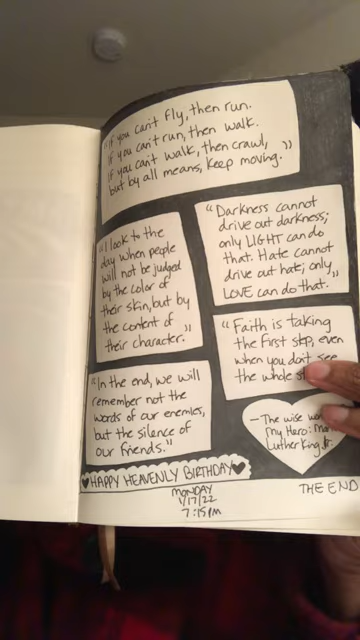 "If you can't fly, then run.
If you can't run, then walk.
If you can't walk, then crawl,
but by all means, keep moving."
"Darkness cannot
drive out darkness;
only LIGHT can do
that. Hate cannot
drive out hate; only
LOVE can do that."
"I look to the
day when people
will not be judged
by the color of
their skin, but by
the content of
their character."
"Faith is taking
the first step, even
when you don't see
the whole
"In the end, we will
remember not the
words of our enemies,
but the silence of
our friends."
- The wise
my Hero:
Luther King Jr.
HAPPY HEAVENLY BIRTHDAY
MONDAY
1/17/22
7:15PM
THE END